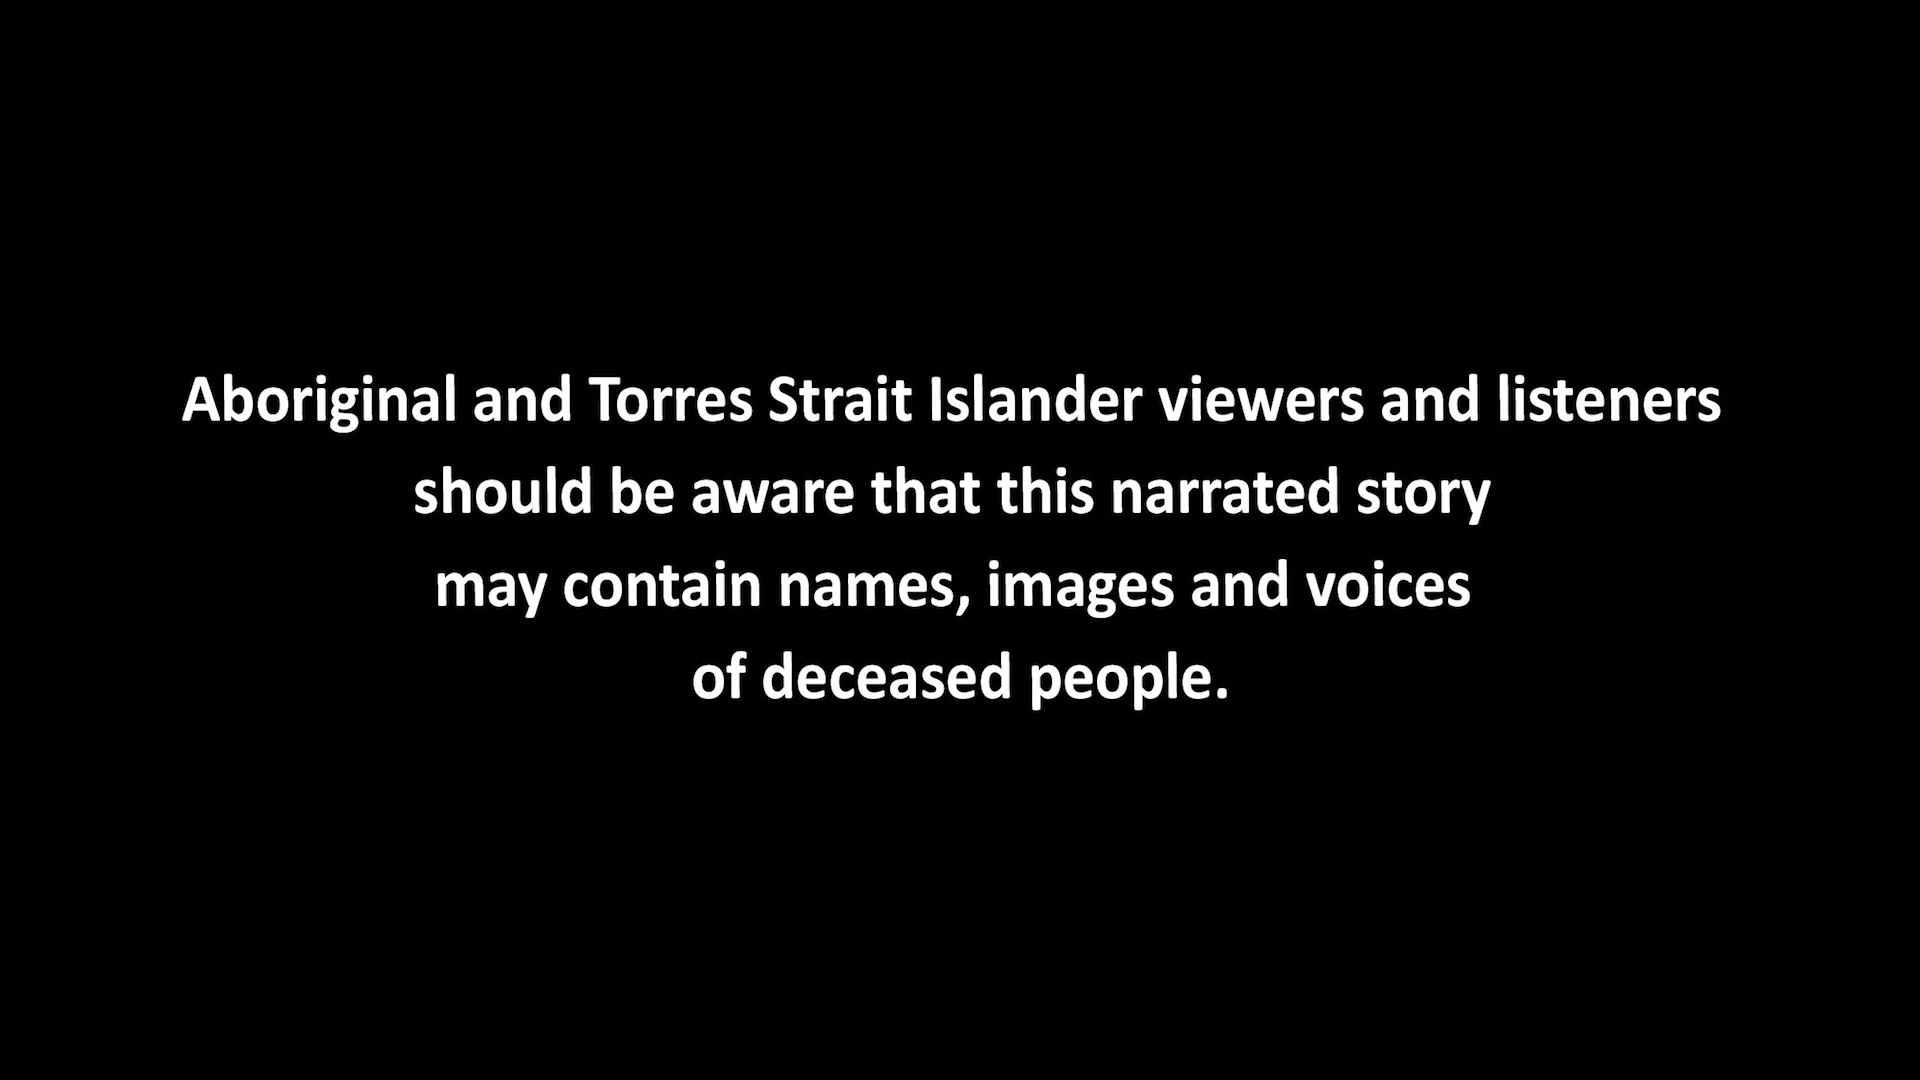 Aboriginal and Torres Strait Islander viewers and listeners
should be aware that this narrated story
may contain names, images and voices
of deceased people.